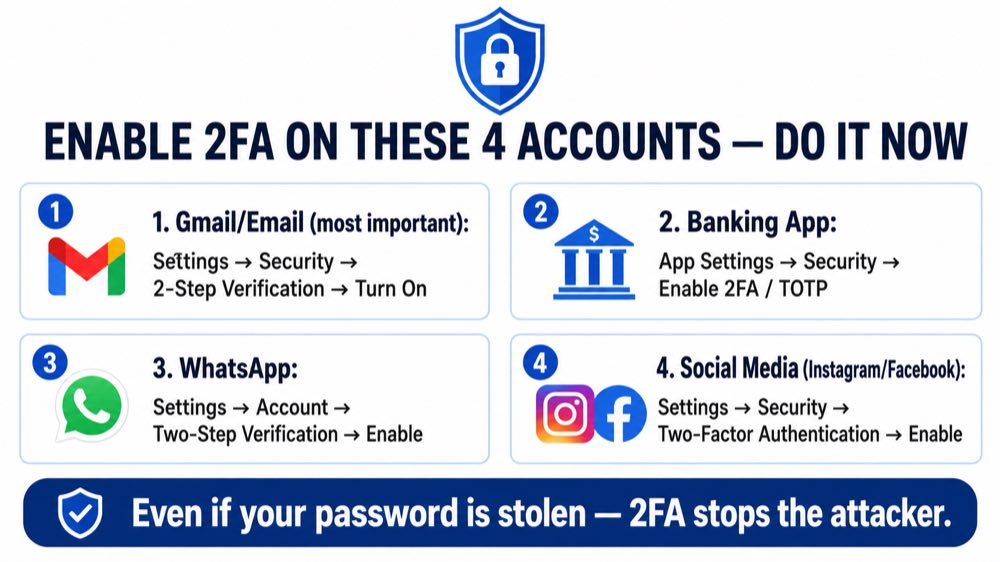 ENABLE 2FA ON THESE 4 ACCOUNTS — DO IT NOW
1
1. Gmail/Email (most important):
Settings → Security →
2-Step Verification → Turn On
2
$
2. Banking App:
App Settings → Security →
Enable 2FA / TOTP
3
3. WhatsApp:
Settings → Account →
Two-Step Verification → Enable
4
4. Social Media (Instagram/Facebook):
Settings → Security →
Two-Factor Authentication → Enable
Even if your password is stolen — 2FA stops the attacker.